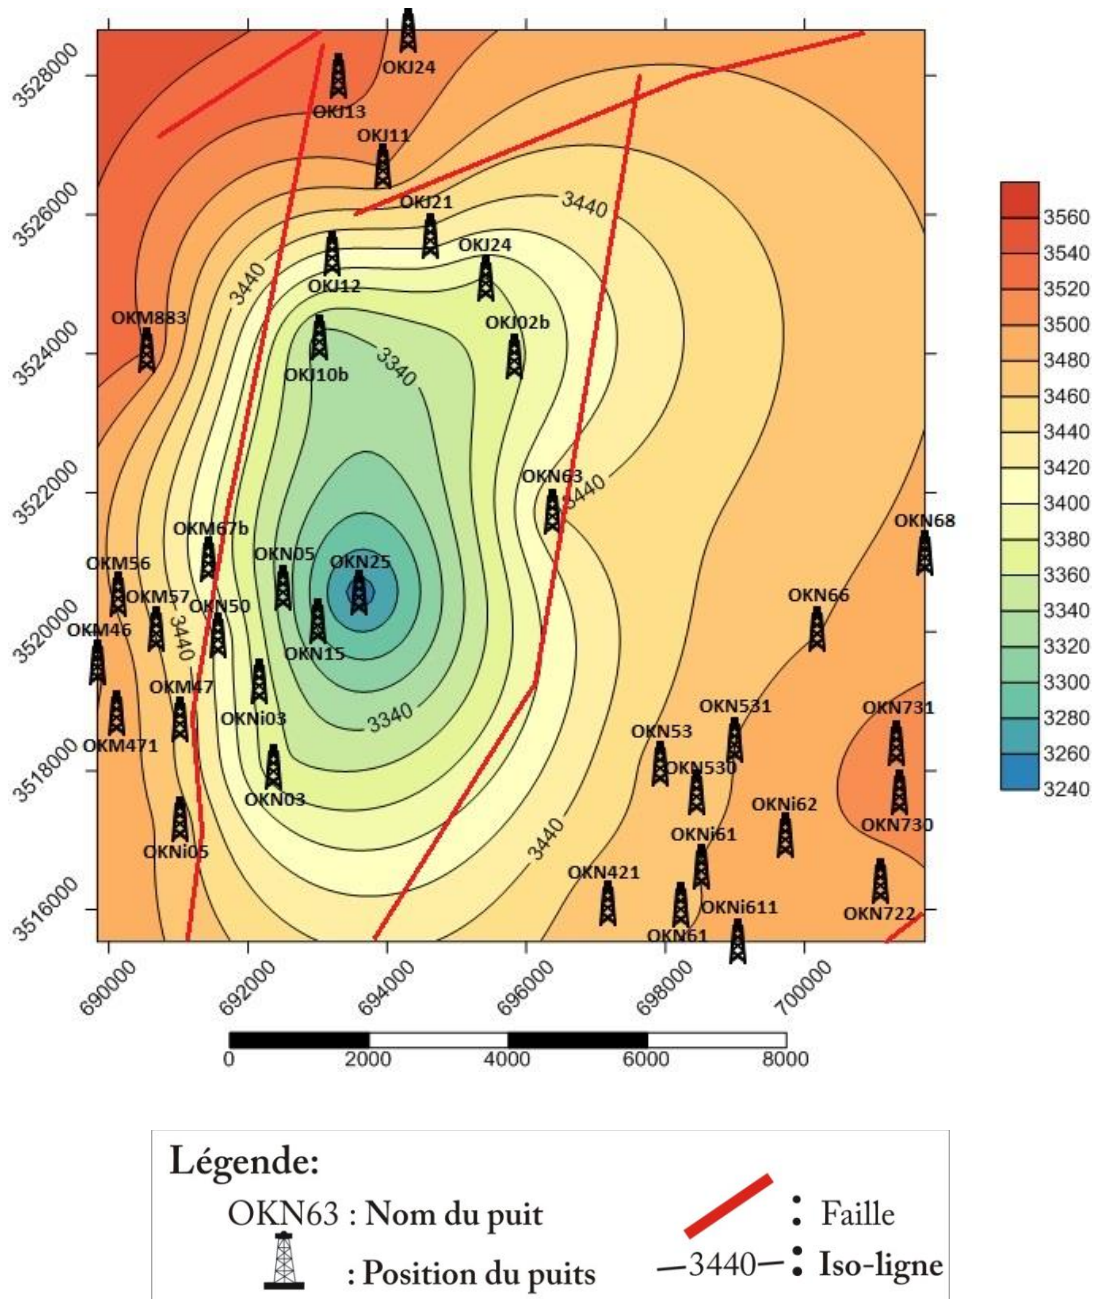 3528000
3526000
3524000
3522000
3520000
3518000
3516000
OKJ24
OKJ13
OKJ11
OKJ21
3440
OKJ24
3440
OKJ12
OKM883
OKJ02b
3340
OKJ10b
OKN63
3440
OKM67b
OKN68
OKN05
OKN25
OKM56
OKM57
OKN50
OKN66
OKM46
3440
OKN15
OKM47
OKNi03
3340
OKN531
OKN731
OKM471
OKN53
OKN530
OKN03
OKNi62
OKN730
OKNi61
3440
OKNi05
OKN421
OKNi611
OKN722
OKN61
690000
692000
694000
696000
698000
700000
3560
3540
3520
3500
3480
3460
3440
3420
3400
3380
3360
3340
3320
3300
3280
3260
3240
0 2000 4000 6000 8000
Légende:
OKN63 : Nom du puit
: Position du puits
: Faille
3440 : Iso-ligne